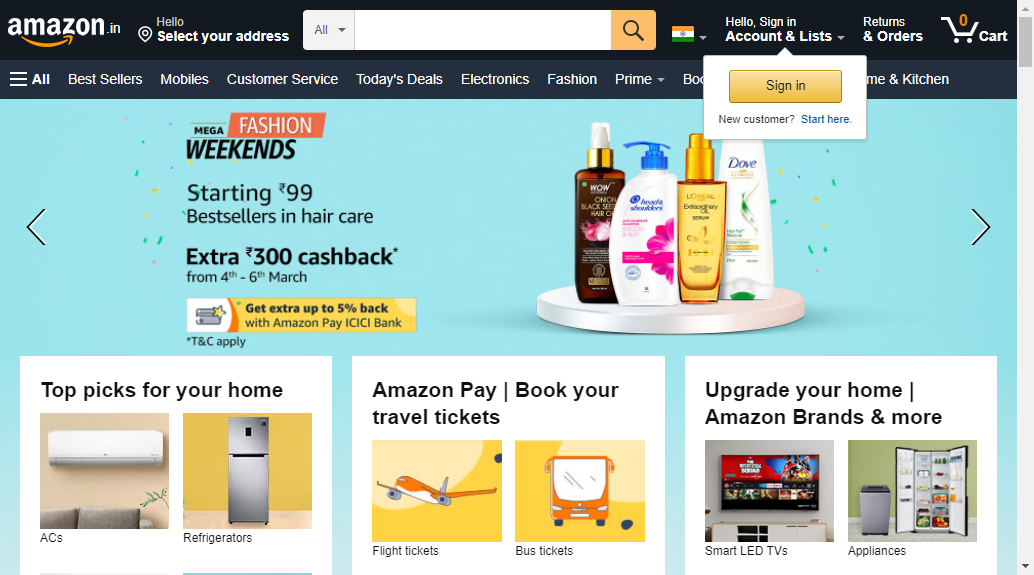 amazon.in
Hello
Select your address
All
Hello, Sign in
Account & Lists
Returns
& Orders
0
Cart
All
Best Sellers
Mobiles
Customer Service
Today's Deals
Electronics
Fashion
Prime
me & Kitchen
Sign in
New customer? Start here.
MEGA FASHION
WEEKENDS
Starting ₹99
Bestsellers in hair care
Extra ₹300 cashback*
from 4th - 6th March
Get extra up to 5% back
with Amazon Pay ICICI Bank
*T&C apply
WOW
ONION
BLACK SEED
HAIR OIL
head &
shoulders
L'ORÉAL
Extraordinary
OIL
SERUM
Dove
Top picks for your home
ACs
Refrigerators
Amazon Pay | Book your
travel tickets
Flight tickets
Bus tickets
Upgrade your home |
Amazon Brands & more
Smart LED TVs
Appliances